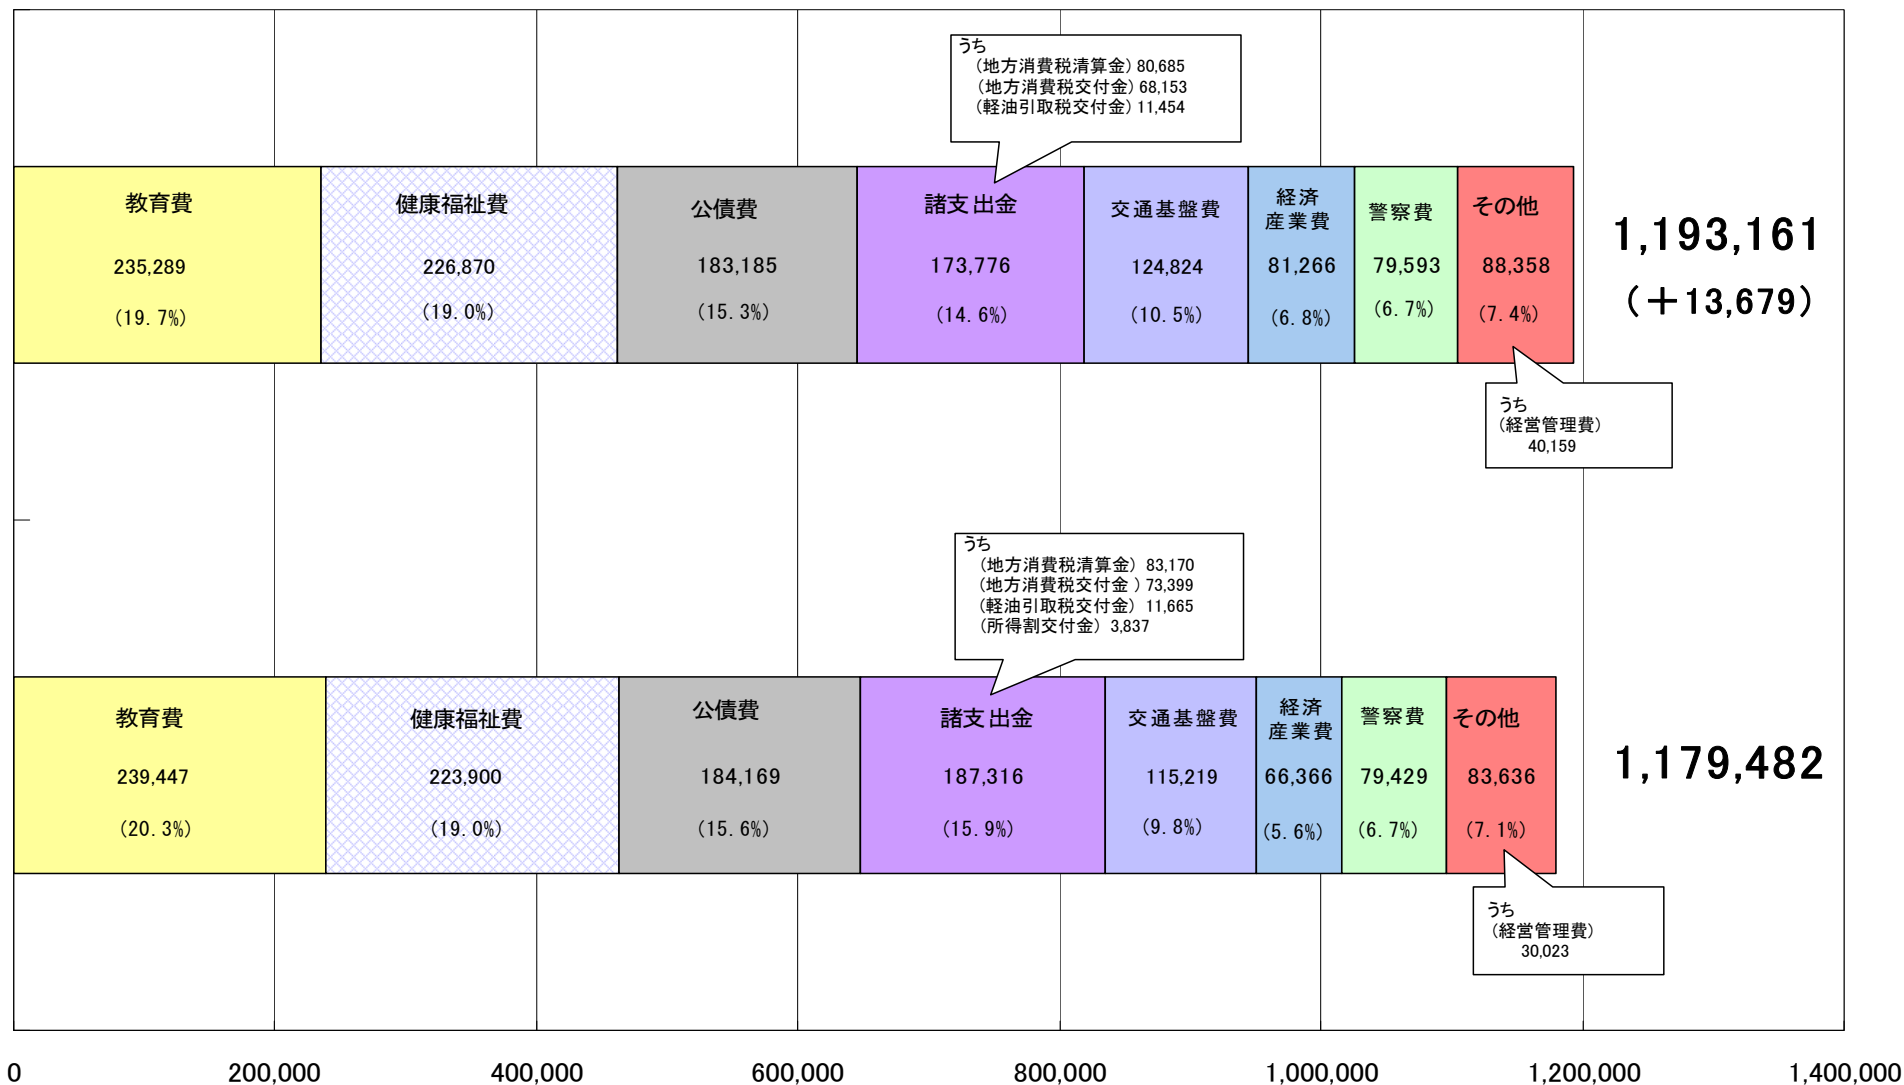 うち
(地方消費税清算金) 80,685
(地方消費税交付金) 68,153
(軽油引取税交付金) 11,454
教育費
235,289
(19.7%)
健康福祉費
226,870
(19.0%)
公債費
183,185
(15.3%)
諸支出金
173,776
(14.6%)
交通基盤費
124,824
(10.5%)
経済
産業費
81,266
(6.8%)
警察費
79,593
(6.7%)
その他
88,358
(7.4%)
1,193,161
(+13,679)
うち
(経営管理費)
40,159
うち
(地方消費税清算金) 83,170
(地方消費税交付金) 73,399
(軽油引取税交付金) 11,665
(所得割交付金) 3,837
教育費
239,447
(20.3%)
健康福祉費
223,900
(19.0%)
公債費
184,169
(15.6%)
諸支出金
187,316
(15.9%)
交通基盤費
115,219
(9.8%)
経済
産業費
66,366
(5.6%)
警察費
79,429
(6.7%)
その他
83,636
(7.1%)
1,179,482
うち
(経営管理費)
30,023
0 200,000 400,000 600,000 800,000 1,000,000 1,200,000 1,400,000